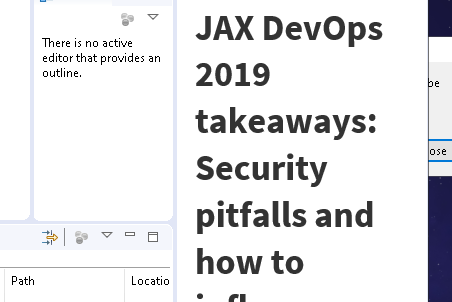 There is no active
editor that provides an
outline.
JAX DevOps
2019
takeaways:
Security
pitfalls and
how to
be
ose
Path
Locatio